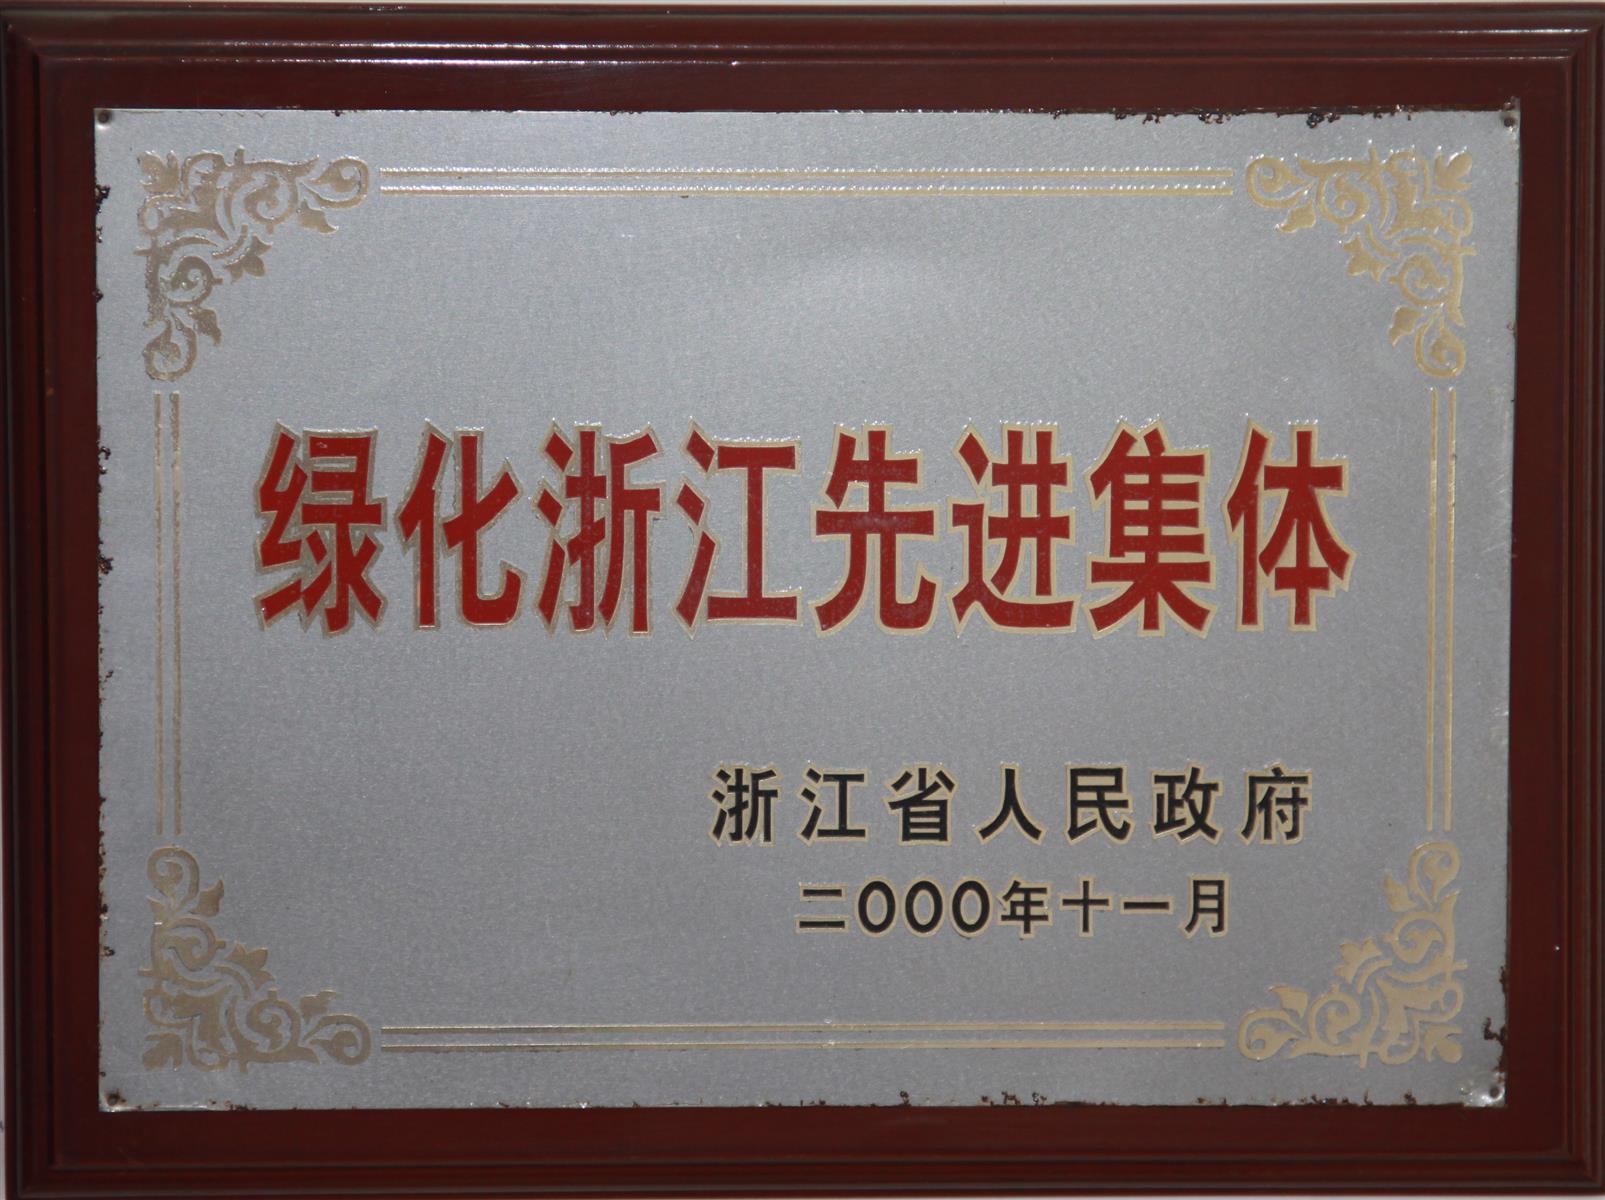 绿化浙江先进集体
浙江省人民政府
二000年十一月